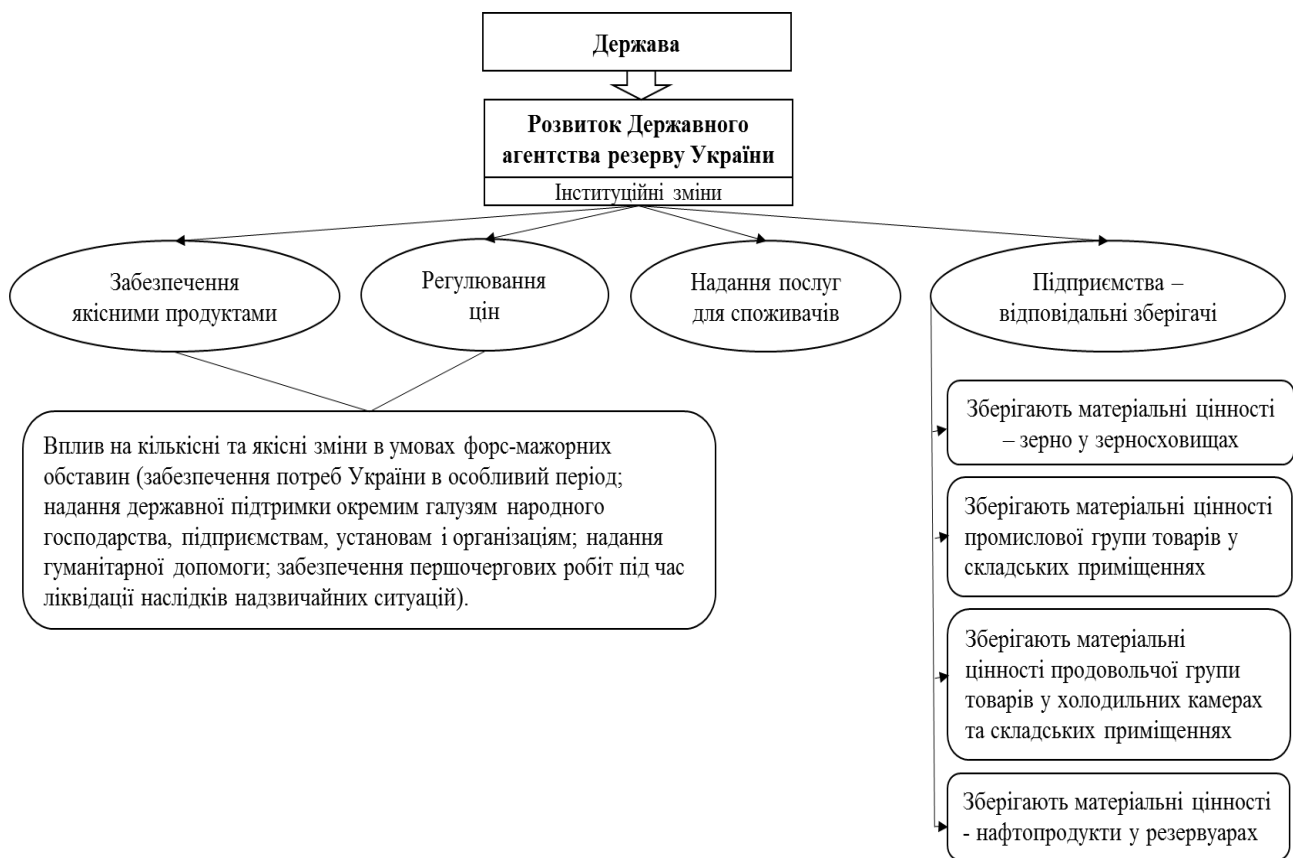 Держава
Розвиток Державного
агентства резерву України
Інституційні зміни
Забезпечення
якісними продуктами
Регулювання
цін
Надання послуг
для споживачів
Підприємства –
відповідальні зберігачі
Вплив на кількісні та якісні зміни в умовах форс-мажорних
обставин (забезпечення потреб України в особливий період;
надання державної підтримки окремим галузям народного
господарства, підприємствам, установам і організаціям; надання
гуманітарної допомоги; забезпечення першочергових робіт під час
ліквідації наслідків надзвичайних ситуацій).
Зберігають матеріальні цінності
– зерно у зерносховищах
Зберігають матеріальні цінності
промислової групи товарів у
складських приміщеннях
Зберігають матеріальні
цінності продовольчої групи
товарів у холодильних камерах
та складських приміщеннях
Зберігають матеріальні цінності
- нафтопродукти у резервуарах